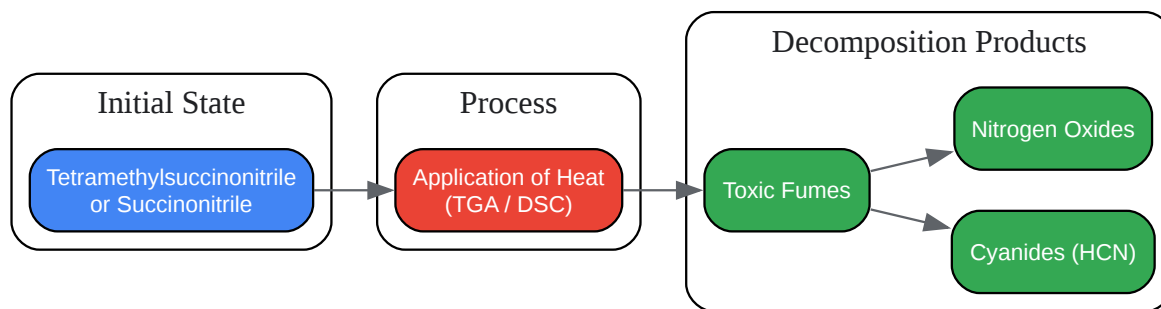 Initial State
Tetramethylsuccinonitrile
or Succinonitrile
Process
Application of Heat
(TGA / DSC)
Decomposition Products
Toxic Fumes
Nitrogen Oxides
Cyanides (HCN)